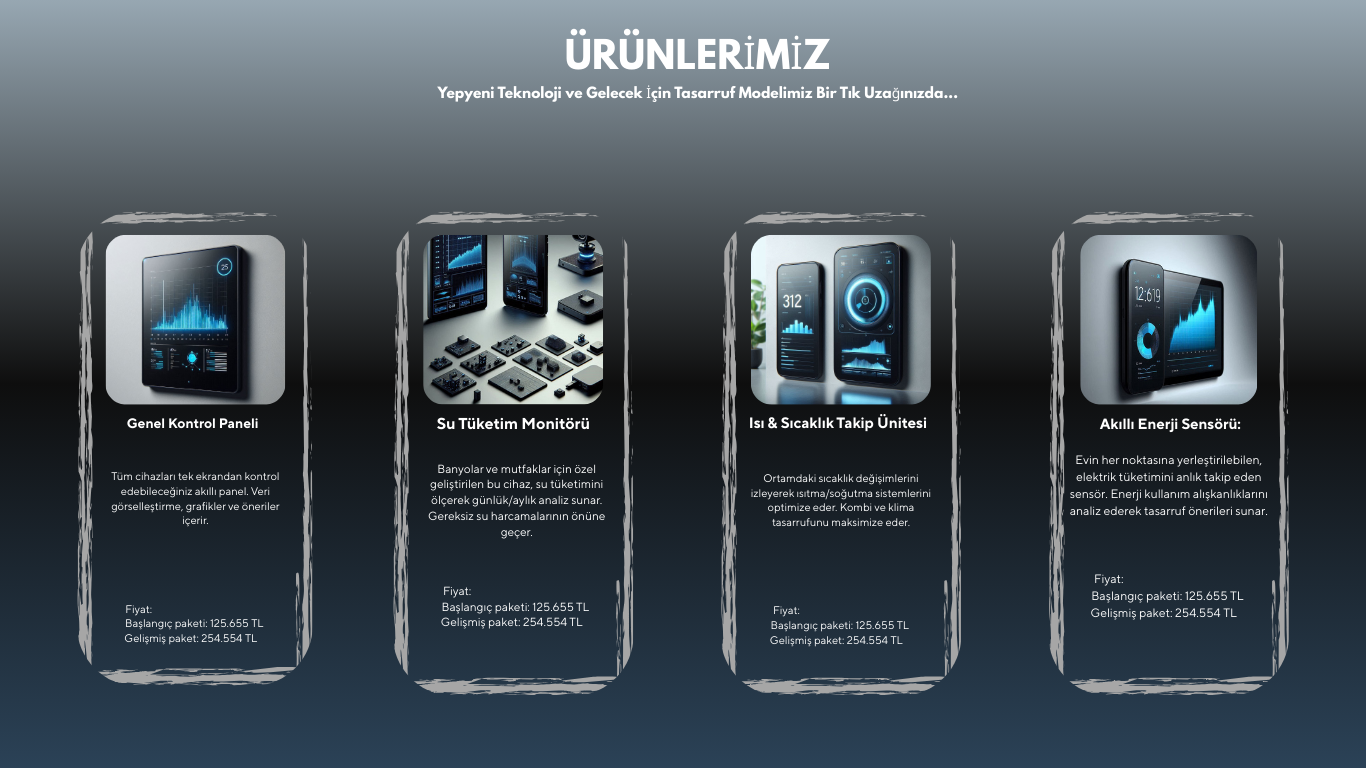 ÜRÜNLERİMİZ
Yepyeni Teknoloji ve Gelecek İçin Tasarruf Modelimiz Bir Tık Uzağınızda...
25
Genel Kontrol Paneli
Tüm cihazları tek ekrandan kontrol
edebileceğiniz akıllı panel. Veri
görselleştirme, grafikler ve öneriler
içerir.
Fiyat:
Başlangıç paketi: 125.655 TL
Gelişmiş paket: 254.554 TL
Su Tüketim Monitörü
Banyolar ve mutfaklar için özel
geliştirilen bu cihaz, su tüketimini
ölçerek günlük/aylık analiz sunar.
Gereksiz su harcamalarının önüne
geçer.
Fiyat:
Başlangıç paketi: 125.655 TL
Gelişmiş paket: 254.554 TL
312
Isı & Sıcaklık Takip Ünitesi
Ortamdaki sıcaklık değişimlerini
izleyerek ısıtma/soğutma sistemlerini
optimize eder. Kombi ve klima
tasarrufunu maksimize eder.
Fiyat:
Başlangıç paketi: 125.655 TL
Gelişmiş paket: 254.554 TL
12:619
Akıllı Enerji Sensörü:
Evin her noktasına yerleştirilebilen,
elektrik tüketimini anlık takip eden
sensör. Enerji kullanım alışkanlıklarını
analiz ederek tasarruf önerileri sunar.
Fiyat:
Başlangıç paketi: 125.655 TL
Gelişmiş paket: 254.554 TL